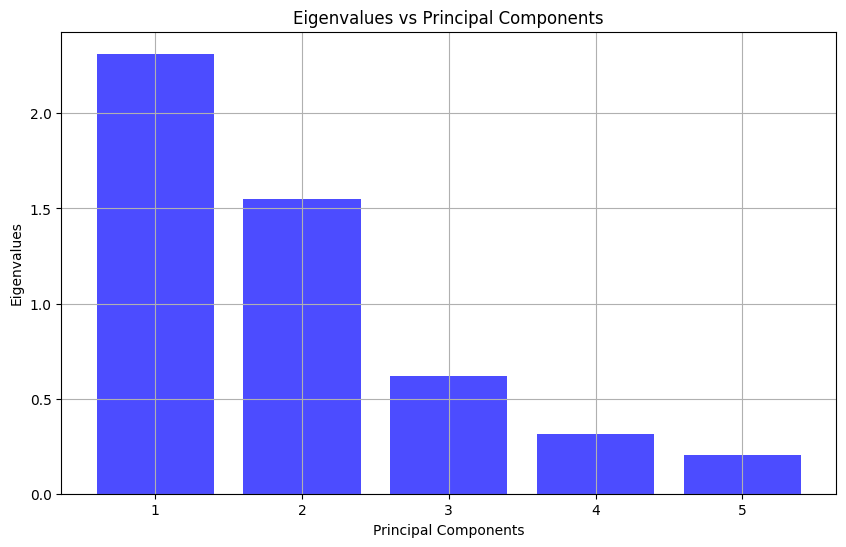 Eigenvalues vs Principal Components
Eigenvalues
2.0
1.5
1.0
0.5
0.0
1 2 3 4 5
Principal Components